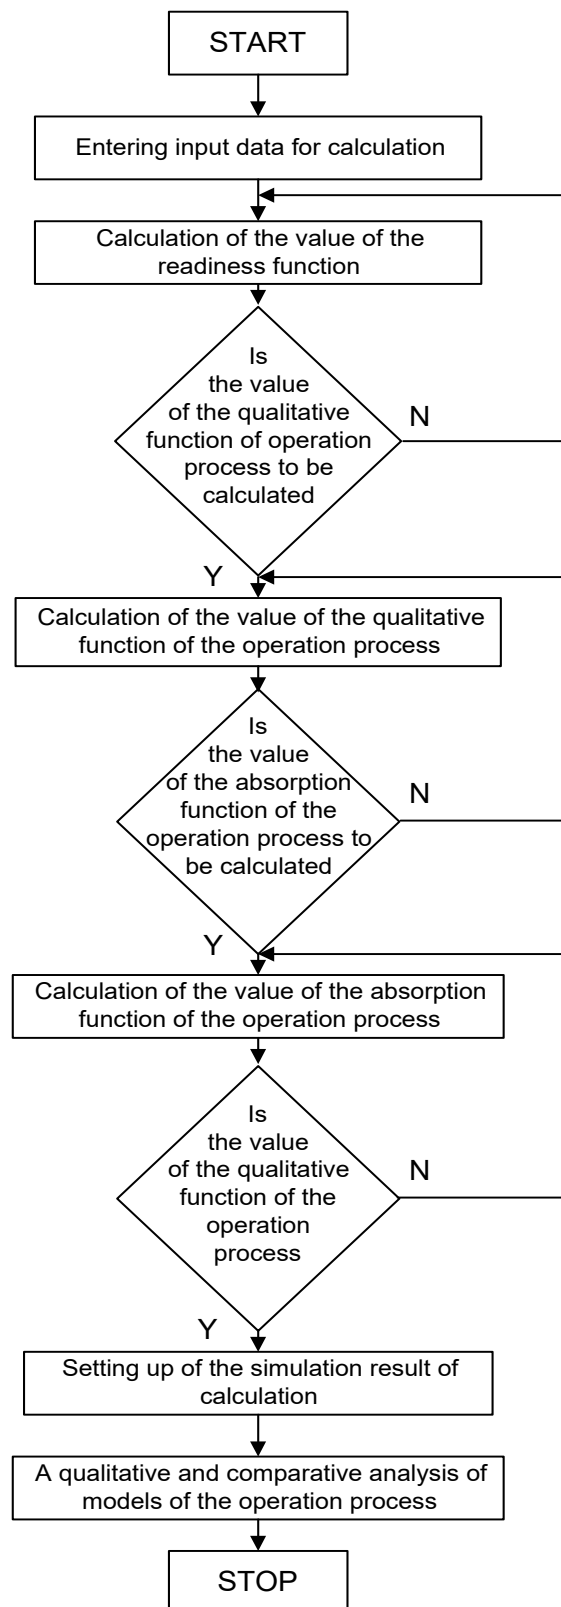 START
Entering input data for calculation
Calculation of the value of the
readiness function
Is
the value
of the qualitative
function of operation
process to be
calculated
N
Y
Calculation of the value of the qualitative
function of the operation process
Is
the value
of the absorption
function of the
operation process to
be calculated
N
Y
Calculation of the value of the absorption
function of the operation process
Is
the value
of the qualitative
function of the
operation
process
N
Y
Setting up of the simulation result of
calculation
A qualitative and comparative analysis of
models of the operation process
STOP